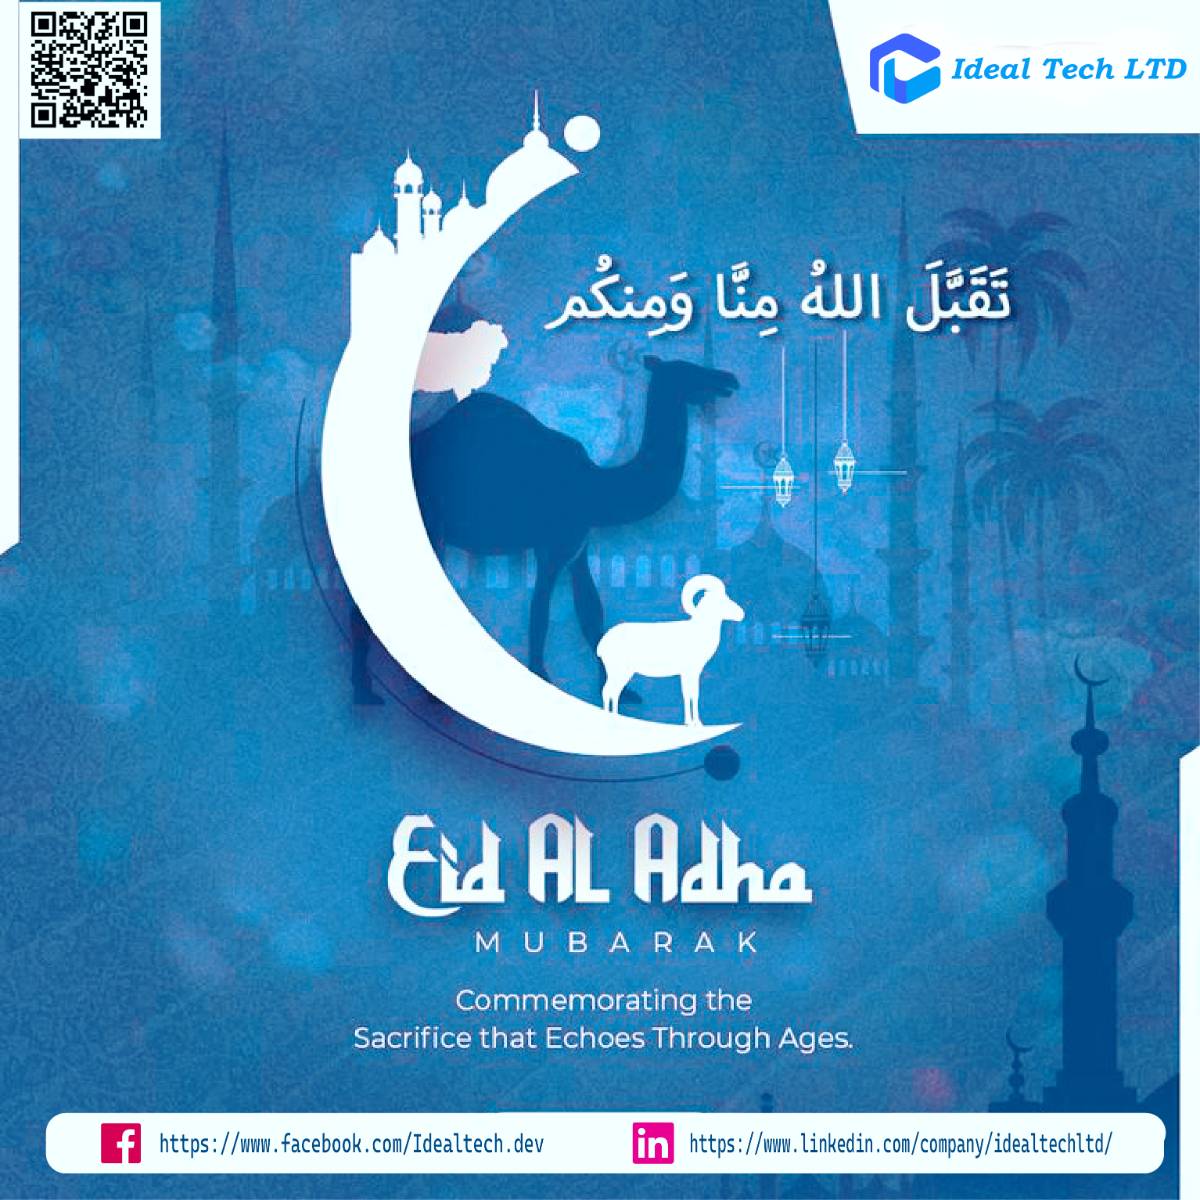 Ideal Tech LTD
تَقَبَّلَ اللهُ مِنَّا وَمِنكُم
Eid AL Adha
MUBARAK
Commemorating the
Sacrifice that Echoes Through Ages.
https://www.facebook.com/Idealtech.dev
https://www.linkedin.com/company/idealtechltd/